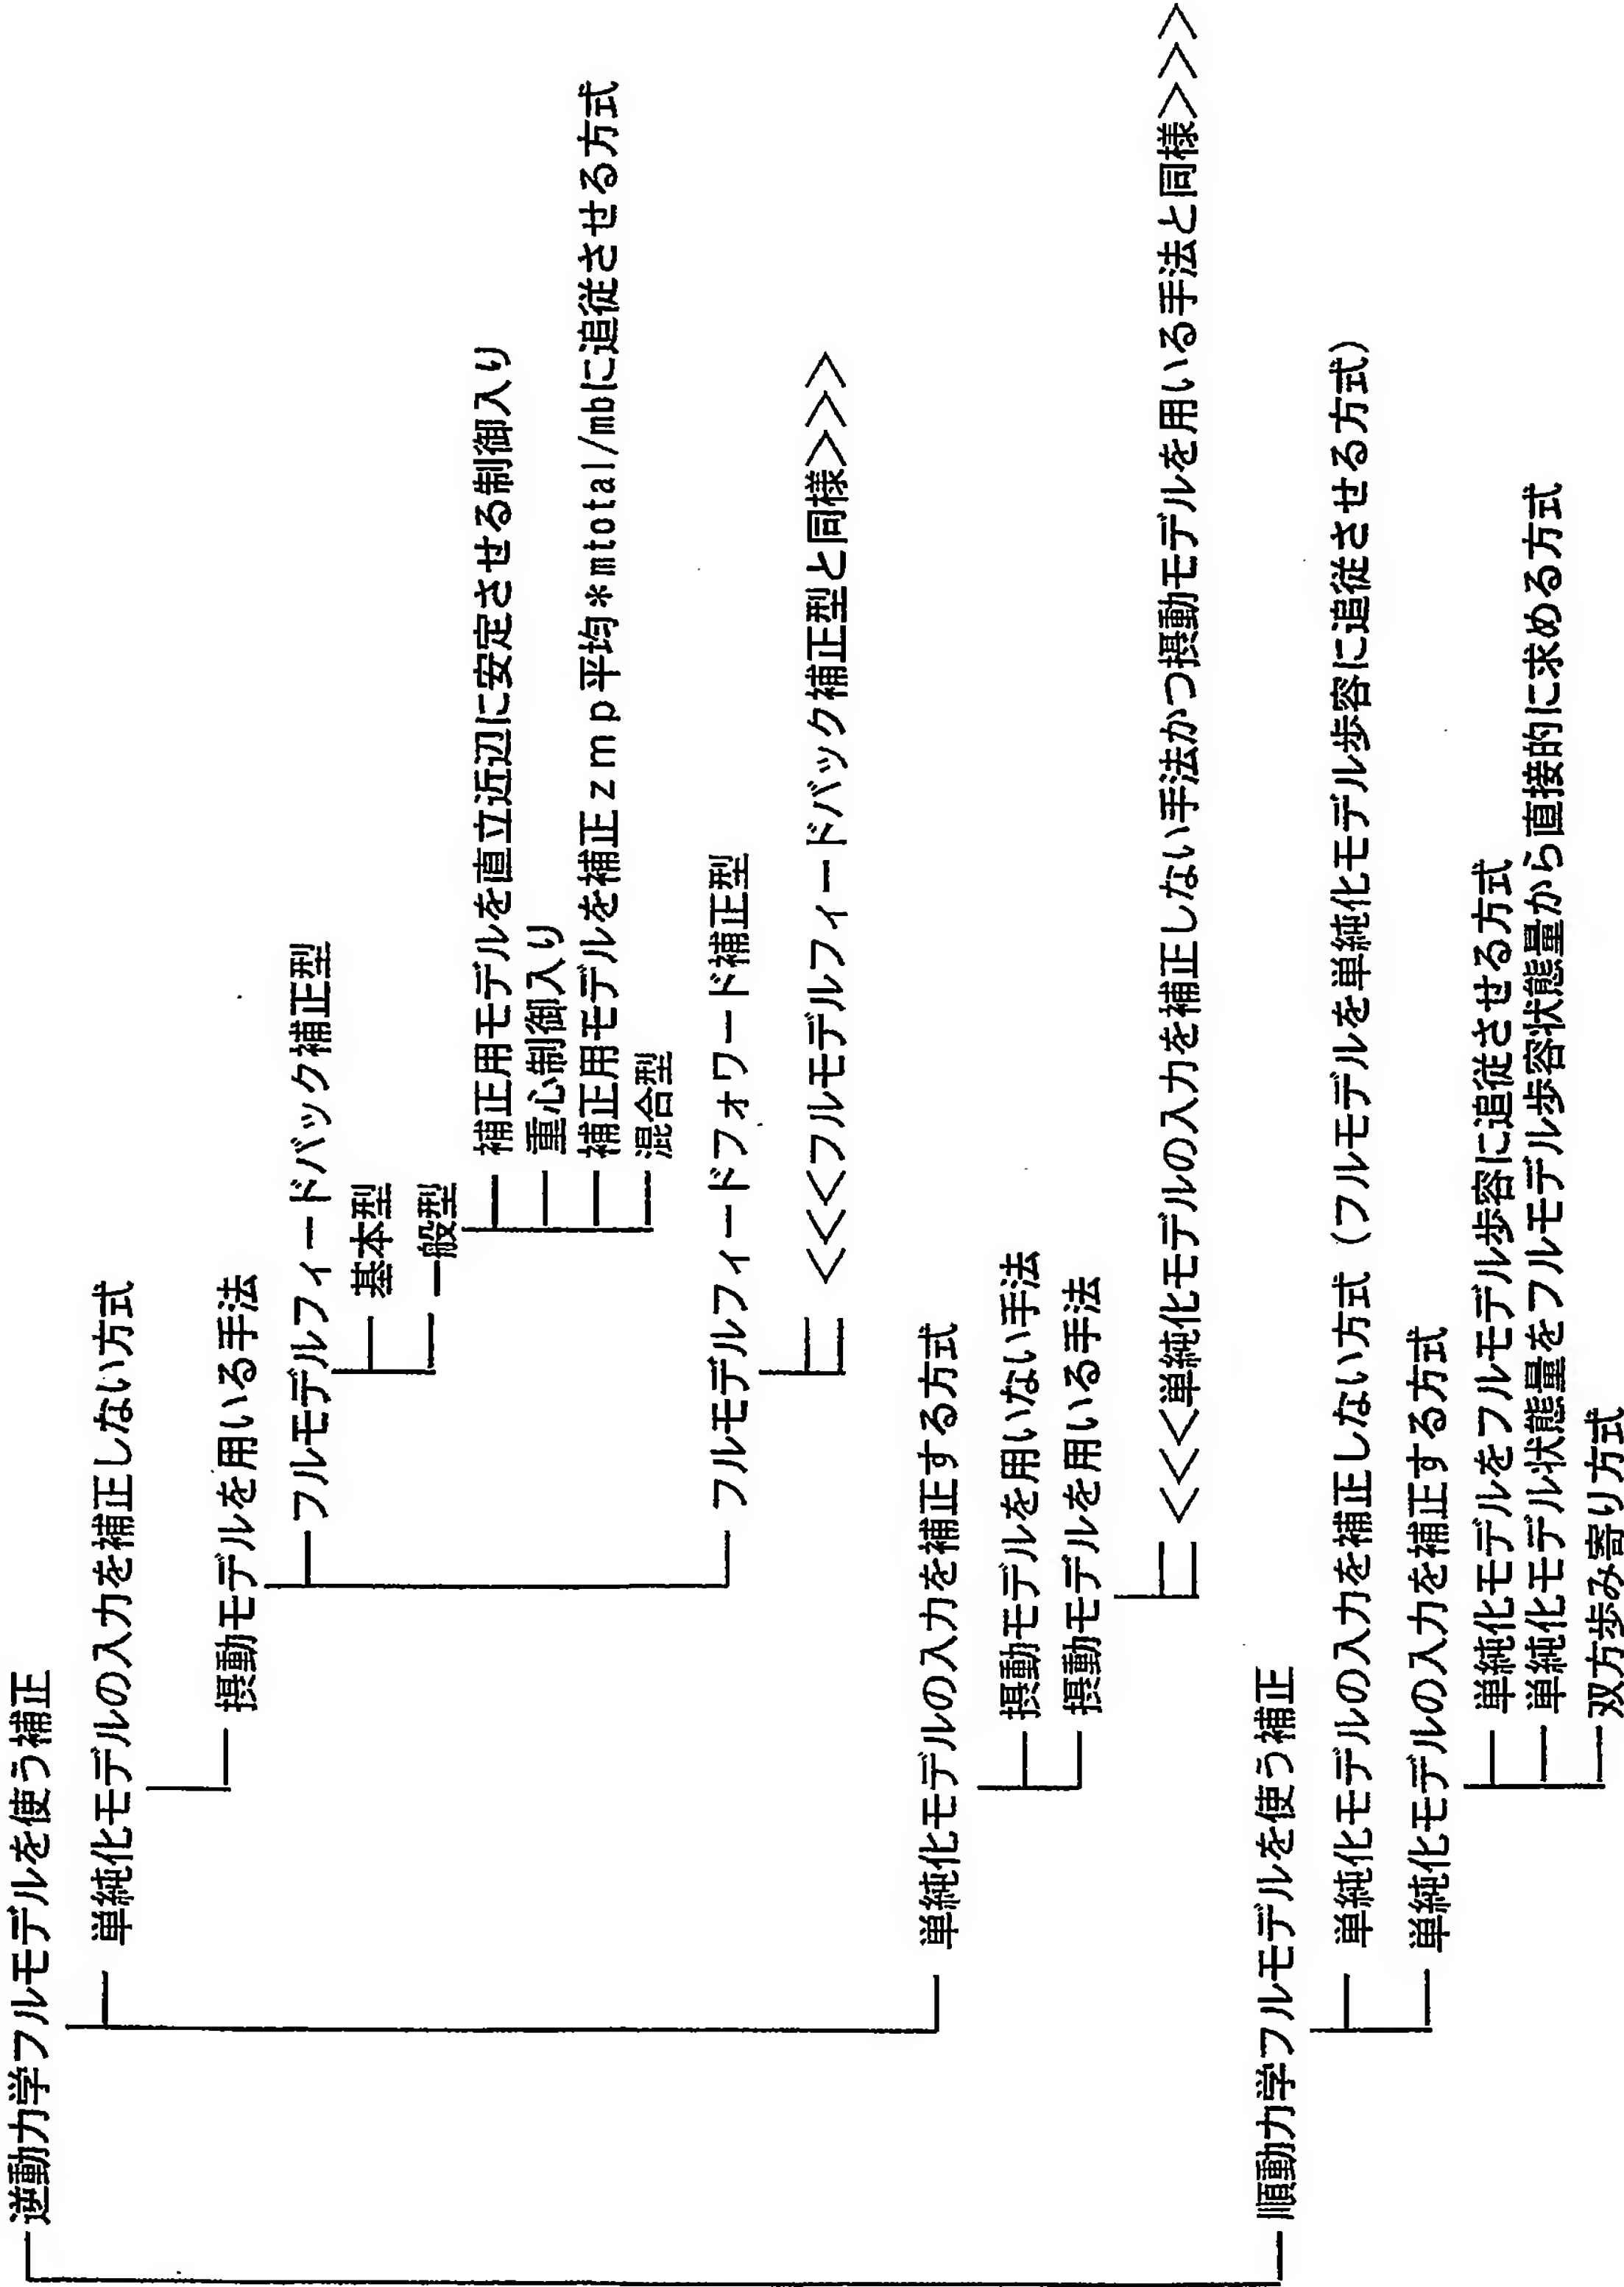 逆動力学フルモデルを使う補正
単純化モデルの入力を補正しない方式
摂動モデルを用いる手法
フルモデルフィードバック補正型
基本型
一般型
補正用モデルを直立近辺に安定させる制御入り
重心制御入り
補正用モデルを補正zmp平均*mtotal/mbに追従させる方式
混合型
フルモデルフィードフォワード補正型
<<<フルモデルフィードバック補正型と同様>>>
単純化モデルの入力を補正する方式
摂動モデルを用いない手法
摂動モデルを用いる手法
<<<単純化モデルの入力を補正しない手法かつ摂動モデルを用いる手法と同様>>>
順動力学フルモデルを使う補正
単純化モデルの入力を補正しない方式（フルモデルを単純化モデル歩容に追従させる方式）
単純化モデルの入力を補正する方式
単純化モデルをフルモデル歩容に追従させる方式
単純化モデル状態量をフルモデル歩容状態量から直接的に求める方式
双方歩み寄り方式